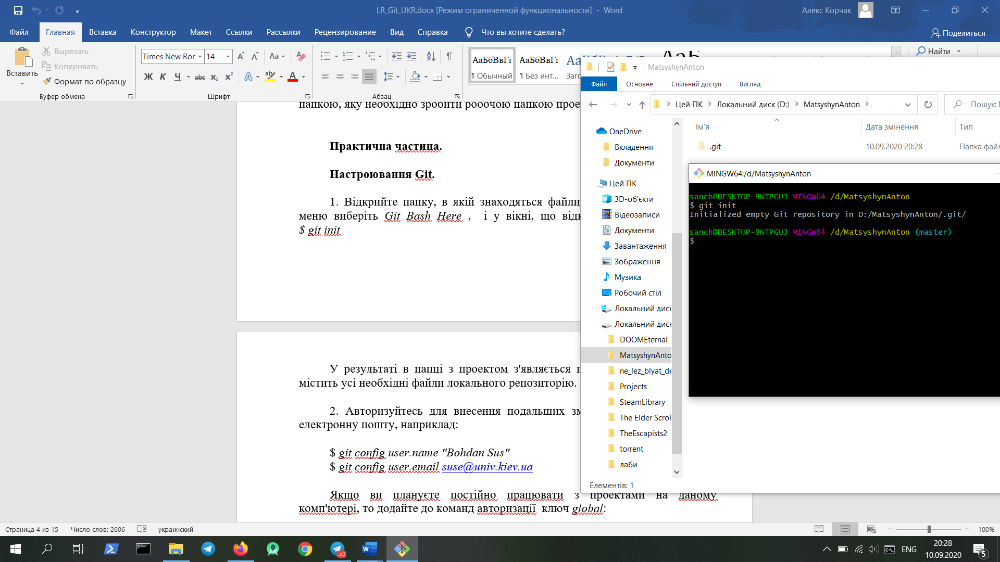 LR_Git_UKR.docx [Режим ограниченной функциональности] - Word
Алекс Корчак
Файл Главная Вставка Конструктор Макет Ссылки Рассылки Рецензирование Вид Справка Что вы хотите сделать? Поделиться
Вставить
Вырезать
Копировать
Формат по образцу
Буфер обмена
Times New Ror 14
Шрифт
Абзац
АаБбВвГг АаБбВвГг
¶ Обычный ¶ Без инт... Заго
Найти
папкою, яку необхідно зробити робочою папкою прое
Практична частина.
Настроювання Git.
1. Відкрийте папку, в якій знаходяться файли
меню виберіть Git Bash Here , і у вікні, що відк
$ git init
У результаті в папці з проектом з'являється п
містить усі необхідні файли локального репозиторію.
2. Авторизуйтесь для внесення подальших зм
електронну пошту, наприклад:
$ git config user.name "Bohdan Sus"
$ git config user.email suse@univ.kiev.ua
Якщо ви плануєте постійно працювати з проектами на даному
комп'ютері, то додайте до команд авторизації ключ global:
MatsyshynAnton
Файл Основне Спільний доступ Вигляд
Цей ПК > Локальний диск (D:) > MatsyshynAnton >
Пошук:
OneDrive
Вкладення
Документи
Цей ПК
3D-об'єкти
Відеозаписи
Документи
Завантаження
Зображення
Музика
Робочий стіл
Локальний диск
Локальний диск
DOOMEternal
MatsyshynAnto
ne_lez_blyat_de
Projects
SteamLibrary
The Elder Scrol
TheEscapists2
torrent
лаби
Ім'я Дата змінення Тип
.git 10.09.2020 20:28 Папка файл
Елементів: 1
MINGW64:/d/MatsyshynAnton
sanch@DESKTOP-9NTPGUJ MINGW64 /d/MatsyshynAnton
$ git init
Initialized empty Git repository in D:/MatsyshynAnton/.git/
sanch@DESKTOP-9NTPGUJ MINGW64 /d/MatsyshynAnton (master)
$
Страница 4 из 15 Число слов: 2606 украинский 100%
42
ENG
20:28
10.09.2020
5